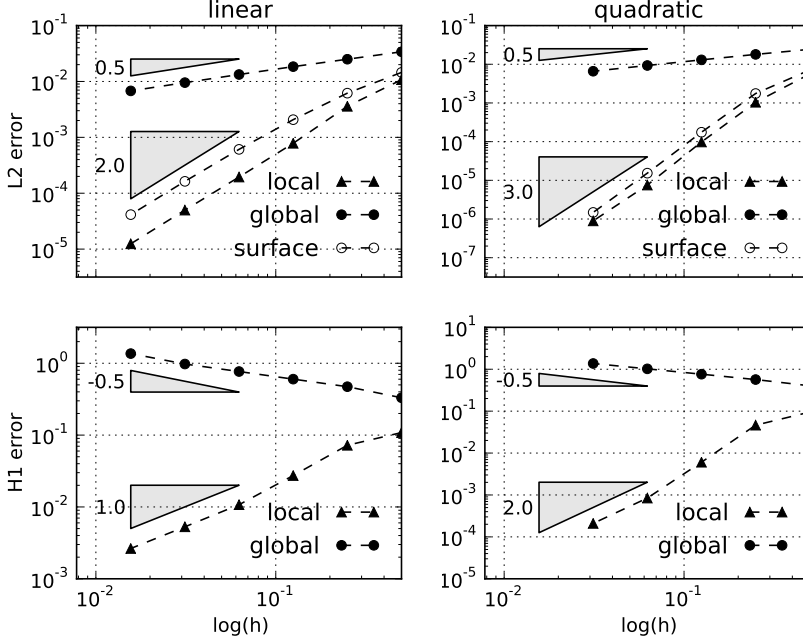 linear
quadratic
L2 error
10^-1
10^-2
10^-3
10^-4
10^-5
0.5
2.0
local
global
surface
10^-1
10^-2
10^-3
10^-4
10^-5
10^-6
10^-7
0.5
3.0
local
global
surface
H1 error
10^0
10^-1
10^-2
10^-3
-0.5
1.0
local
global
10^-2
10^-1
log(h)
10^1
10^0
10^-1
10^-2
10^-3
10^-4
10^-5
-0.5
2.0
local
global
10^-2
10^-1
log(h)